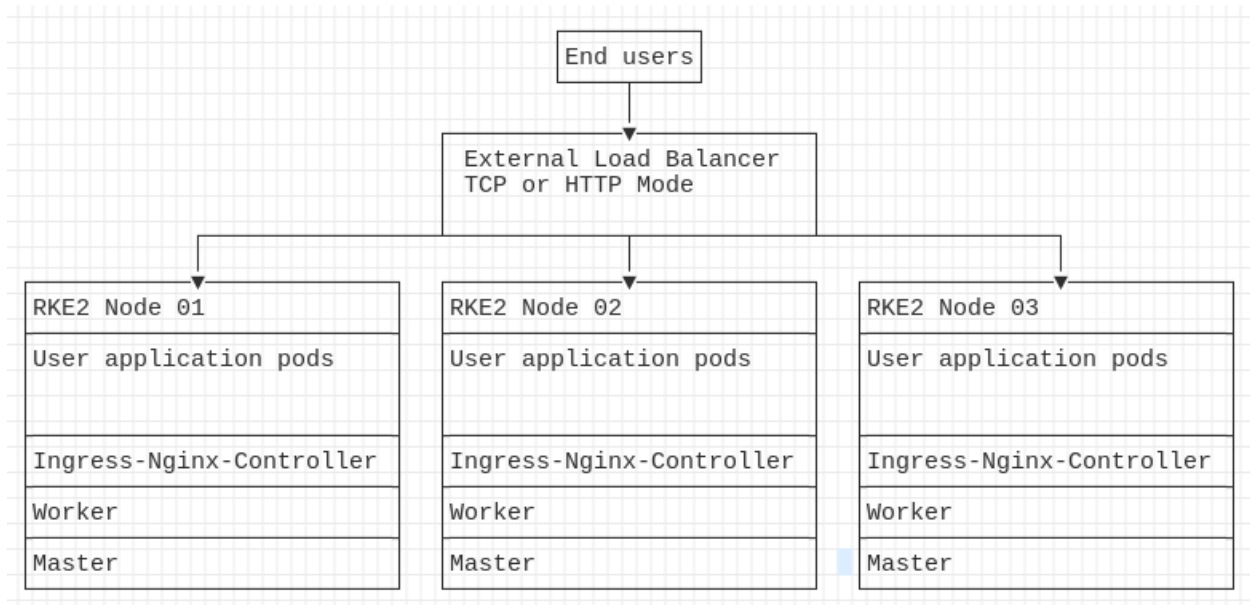 End users
External Load Balancer
TCP or HTTP Mode
RKE2 Node 01
User application pods
Ingress-Nginx-Controller
Worker
Master
RKE2 Node 02
User application pods
Ingress-Nginx-Controller
Worker
Master
RKE2 Node 03
User application pods
Ingress-Nginx-Controller
Worker
Master